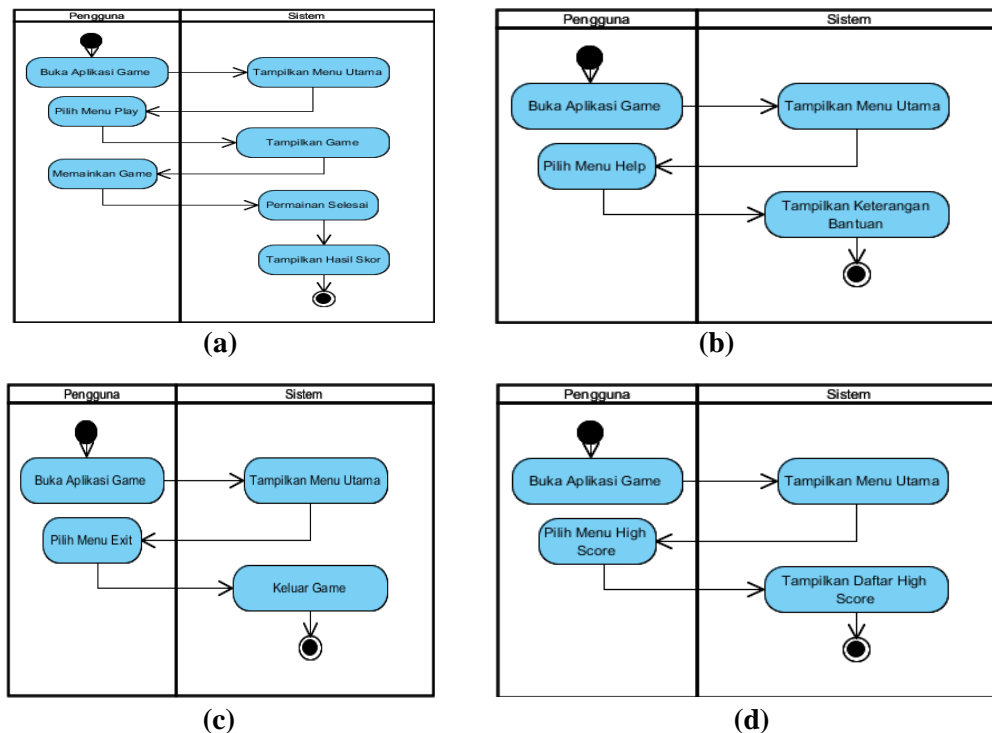 Pengguna
Sistem
Buka Aplikasi Game
Tampilkan Menu Utama
Pilih Menu Play
Tampilkan Game
Memainkan Game
Permainan Selesai
Tampilkan Hasil Skor
(a)
Pengguna
Sistem
Buka Aplikasi Game
Tampilkan Menu Utama
Pilih Menu Help
Tampilkan Keterangan
Bantuan
(b)
Pengguna
Sistem
Buka Aplikasi Game
Tampilkan Menu Utama
Pilih Menu Exit
Keluar Game
(c)
Pengguna
Sistem
Buka Aplikasi Game
Tampilkan Menu Utama
Pilih Menu High
Score
Tampilkan Daftar High
Score
(d)